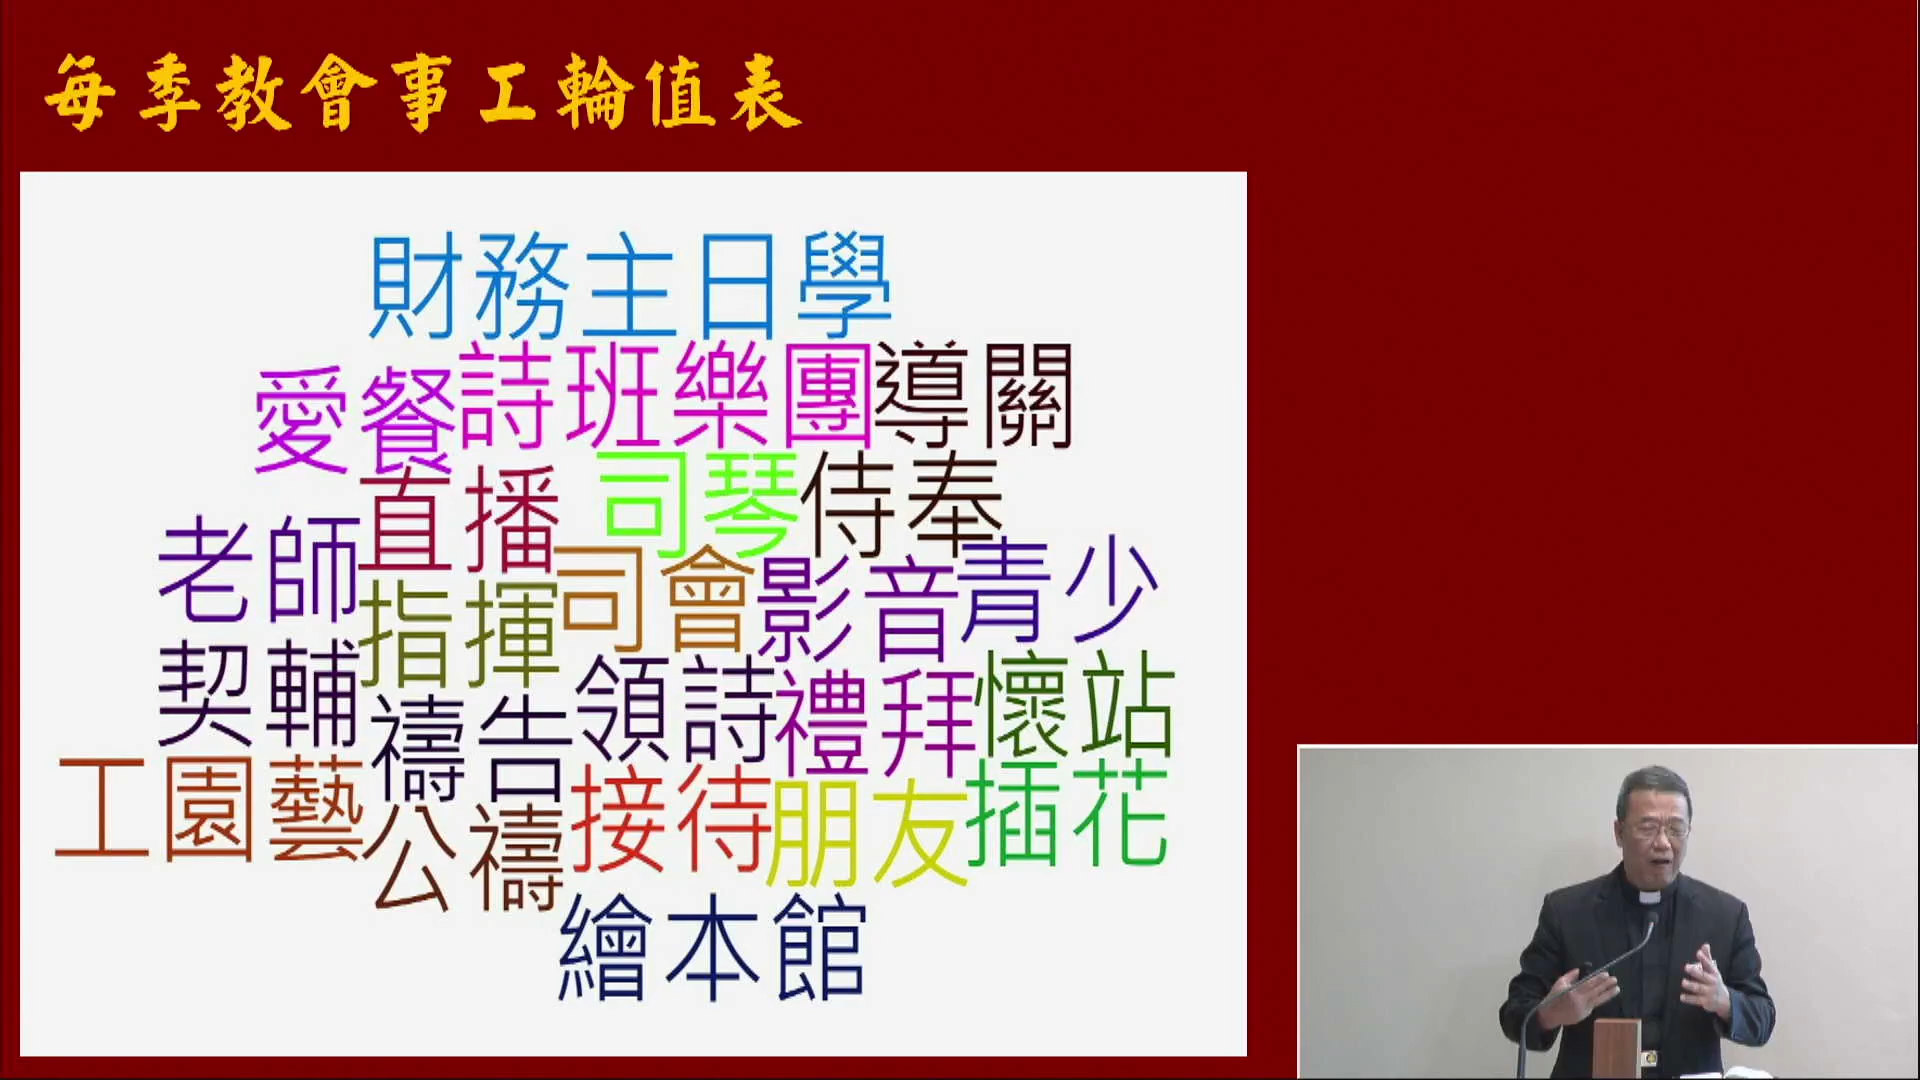 每季教會事工輪值表
財務主日學
愛餐
詩班樂團
導關
直播
司琴
侍奉
老師
指揮
司會
影音
青少
契輔
禱告
領詩
禮拜
懷站
工園藝
公禱
接待
朋友
插花
繪本館